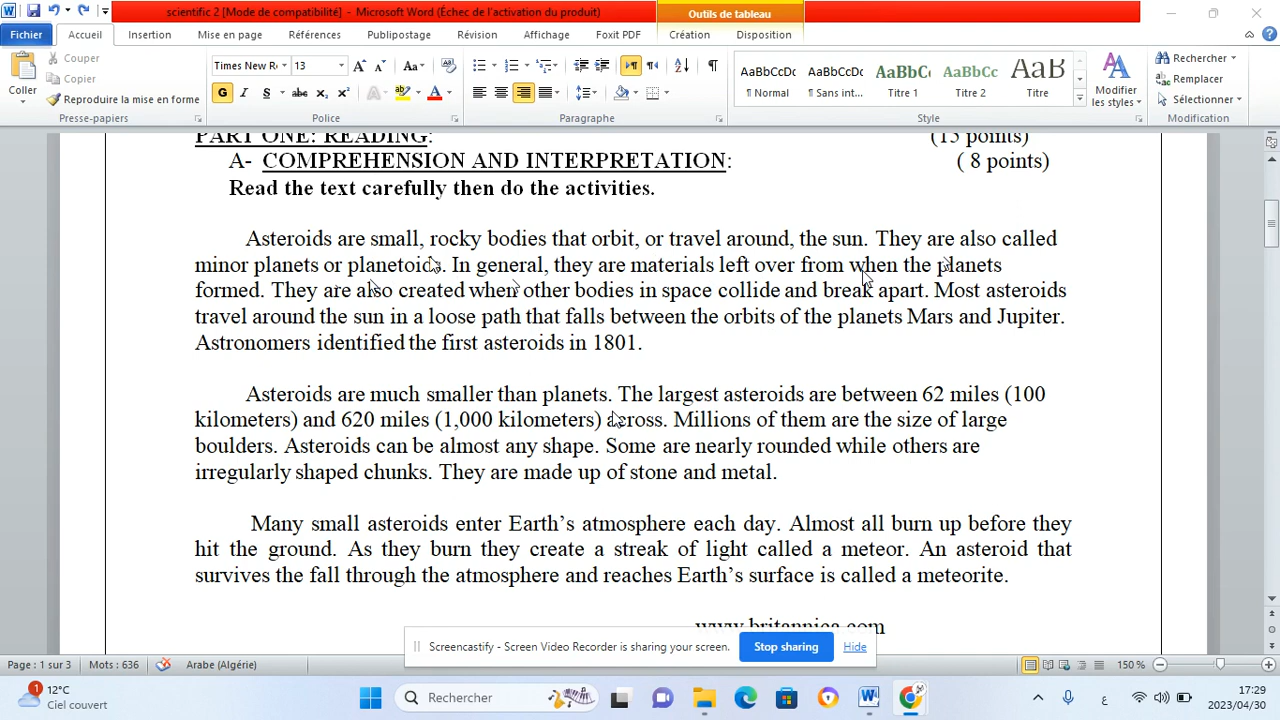 scientific 2 [Mode de compatibilité] - Microsoft Word (Échec de l'activation du produit)
Outils de tableau
Fichier Accueil Insertion Mise en page Références Publipostage Révision Affichage Foxit PDF Création Disposition
Coller
Couper
Copier
Reproduire la mise en forme
Presse-papiers
Times New R 13
G I S abc x₂ x²
Police
Paragraphe
AaBbCcDc AaBbCcDc AaBbCc AaBbCc AaB
¶ Normal ¶ Sans int... Titre 1 Titre 2 Titre
Modifier les styles
Style
Rechercher
Remplacer
Sélectionner
Modification
PART ONE: READING: (15 points)
A- COMPREHENSION AND INTERPRETATION: ( 8 points)
Read the text carefully then do the activities.
Asteroids are small, rocky bodies that orbit, or travel around, the sun. They are also called
minor planets or planetoids. In general, they are materials left over from when the planets
formed. They are also created when other bodies in space collide and break apart. Most asteroids
travel around the sun in a loose path that falls between the orbits of the planets Mars and Jupiter.
Astronomers identified the first asteroids in 1801.
Asteroids are much smaller than planets. The largest asteroids are between 62 miles (100
kilometers) and 620 miles (1,000 kilometers) across. Millions of them are the size of large
boulders. Asteroids can be almost any shape. Some are nearly rounded while others are
irregularly shaped chunks. They are made up of stone and metal.
Many small asteroids enter Earth's atmosphere each day. Almost all burn up before they
hit the ground. As they burn they create a streak of light called a meteor. An asteroid that
survives the fall through the atmosphere and reaches Earth's surface is called a meteorite.
www.britannica.com
Screencastify - Screen Video Recorder is sharing your screen. Stop sharing Hide
Page : 1 sur 3 Mots : 636 Arabe (Algérie) 150 %
1
12°C
Ciel couvert
Rechercher
ع
17:29
2023/04/30